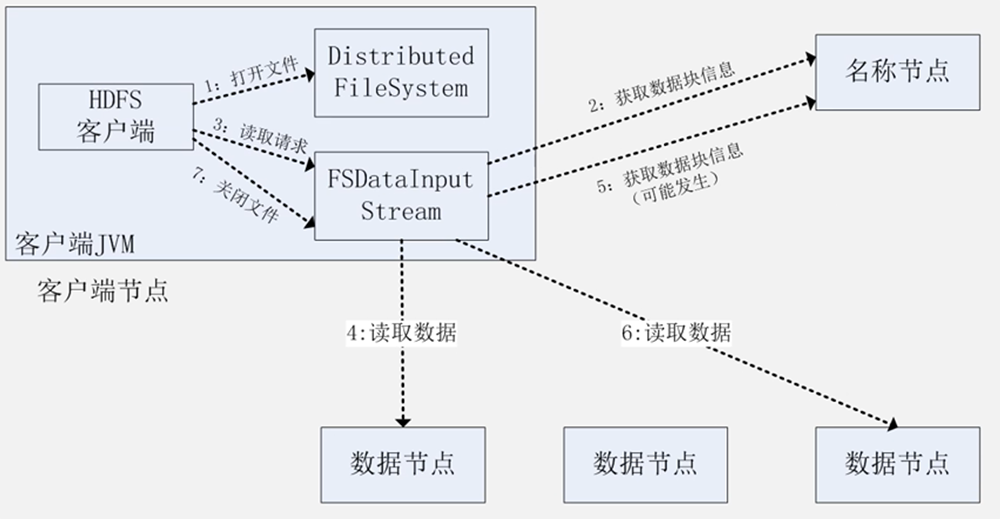 HDFS
客户端
1：打开文件
Distributed
FileSystem
3：读取请求
7：关闭文件
FSDataInput
Stream
2：获取数据块信息
5：获取数据块信息
（可能发生）
名称节点
客户端JVM
客户端节点
4:读取数据
6:读取数据
数据节点
数据节点
数据节点